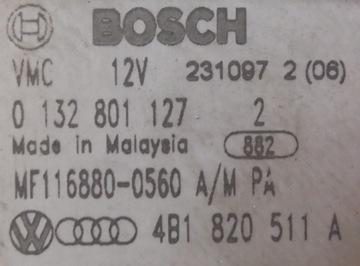 BOSCH
VMC 12V 231097 2 (06)
0 132 801 127 2
Made in Malaysia 882
MF116880-0560 A/M PA
VW 4B1 820 511 A